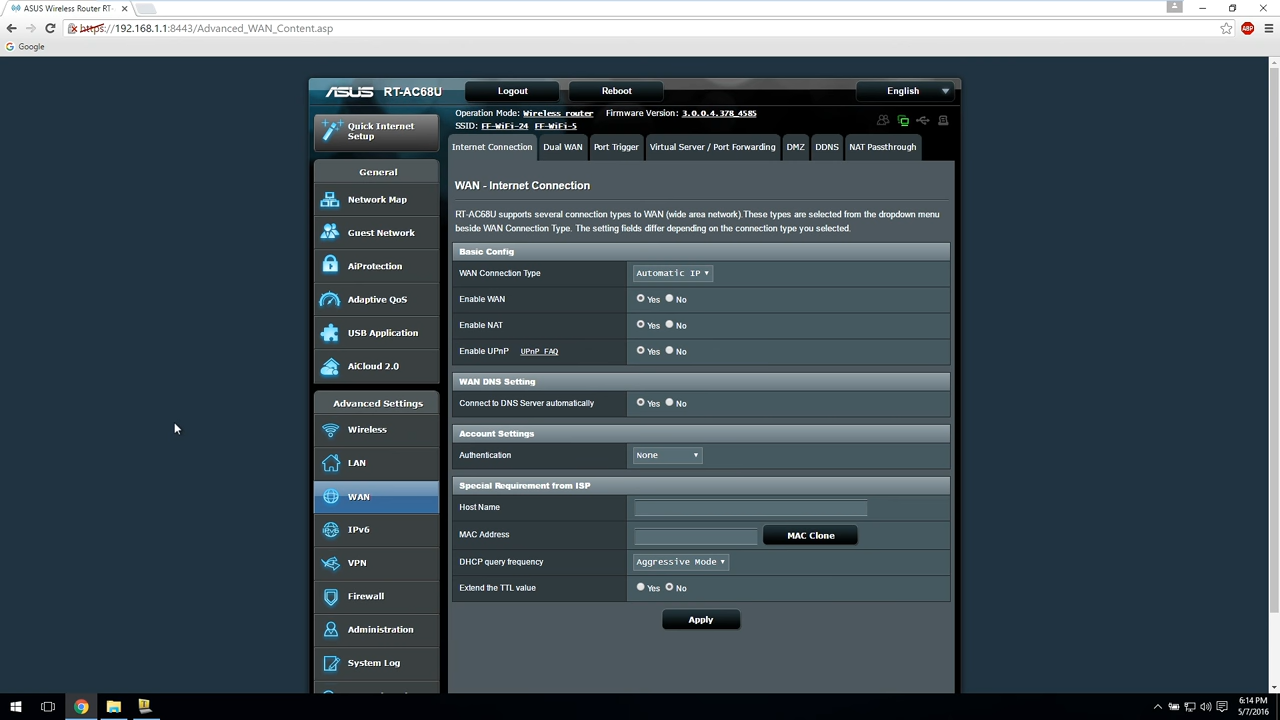 ASUS Wireless Router RT-
https://192.168.1.1:8443/Advanced_WAN_Content.asp
ABP
Google
ASUS RT-AC68U
Logout
Reboot
English
Operation Mode: Wireless router Firmware Version: 3.0.0.4.378_4585
SSID: FF-WiFi-24 FF-WiFi-5
Quick Internet
Setup
General
Network Map
Guest Network
AiProtection
Adaptive QoS
USB Application
AiCloud 2.0
Advanced Settings
Wireless
LAN
WAN
IPv6
VPN
Firewall
Administration
System Log
Internet Connection Dual WAN Port Trigger Virtual Server / Port Forwarding DMZ DDNS NAT Passthrough
WAN - Internet Connection
RT-AC68U supports several connection types to WAN (wide area network).These types are selected from the dropdown menu
beside WAN Connection Type. The setting fields differ depending on the connection type you selected.
Basic Config
WAN Connection Type Automatic IP
Enable WAN Yes No
Enable NAT Yes No
Enable UPnP UPnP FAQ Yes No
WAN DNS Setting
Connect to DNS Server automatically Yes No
Account Settings
Authentication None
Special Requirement from ISP
Host Name
MAC Address MAC Clone
DHCP query frequency Aggressive Mode
Extend the TTL value Yes No
Apply
6:14 PM
5/7/2016